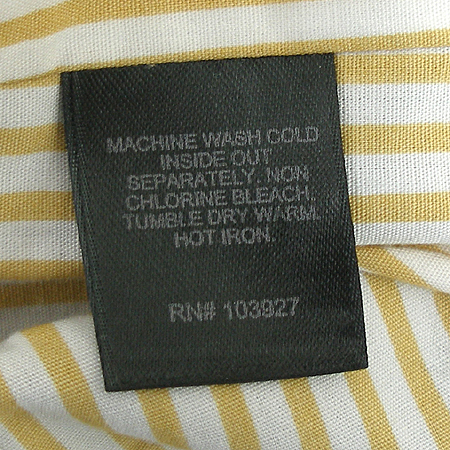 MACHINE WASH COLD
INSIDE OUT
SEPARATELY. NON
CHLORINE BLEACH.
TUMBLE DRY WARM.
HOT IRON.
RN# 103927